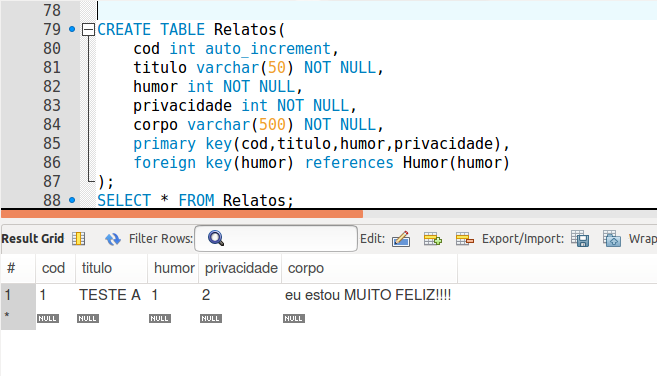 78
79 CREATE TABLE Relatos(
80 cod int auto_increment,
81 titulo varchar(50) NOT NULL,
82 humor int NOT NULL,
83 privacidade int NOT NULL,
84 corpo varchar(500) NOT NULL,
85 primary key(cod,titulo,humor,privacidade),
86 foreign key(humor) references Humor(humor)
87 );
88 SELECT * FROM Relatos;
Result Grid Filter Rows: Edit: Export/Import: Wrap
# cod titulo humor privacidade corpo
1 1 TESTE A 1 2 eu estou MUITO FELIZ!!!!
* NULL NULL NULL NULL NULL